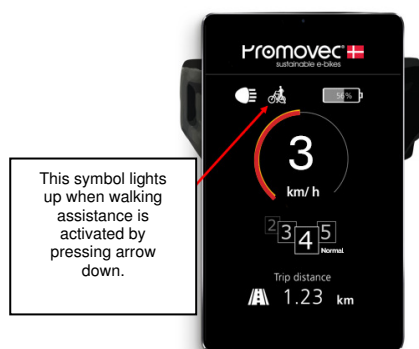 Promovec
sustainable e-bikes
56%
This symbol lights
up when walking
assistance is
activated by
pressing arrow
down.
3
km/h
2 3 4 5
Normal
Trip distance
1.23 km